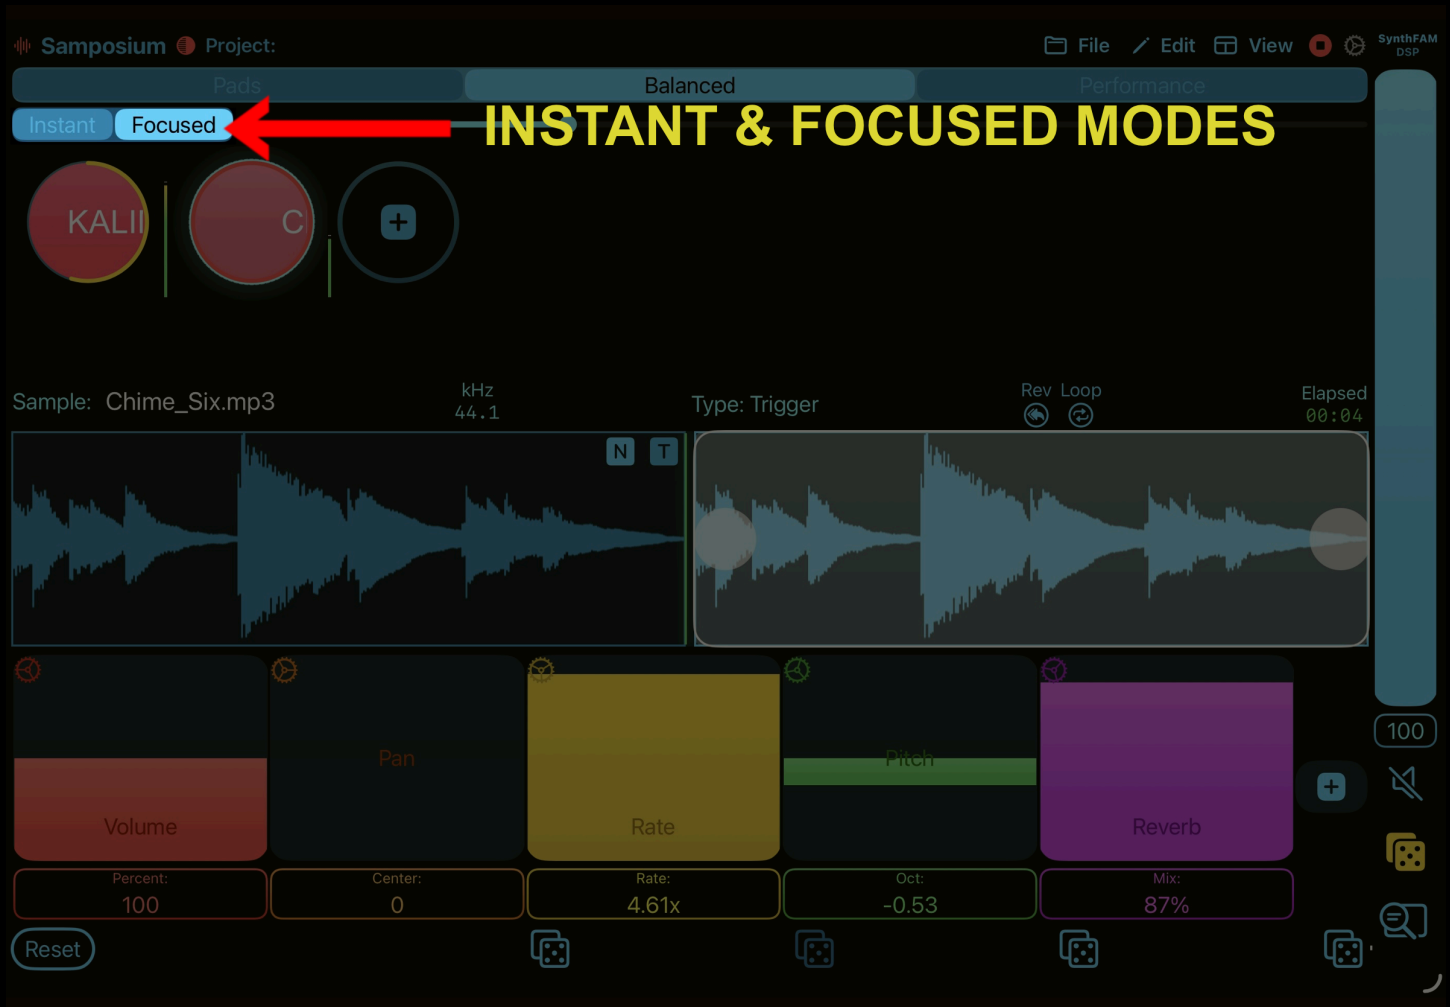 Samposium Project: File Edit View SynthFAM DSP
Pads Balanced Performance
Instant Focused INSTANT & FOCUSED MODES
KALII C
Sample: Chime_Six.mp3 kHz 44.1 Type: Trigger Rev Loop Elapsed 00:04
N T
Volume Pan Rate Pitch Reverb
100
Percent: Center: Rate: Oct: Mix:
100 0 4.61x -0.53 87%
Reset